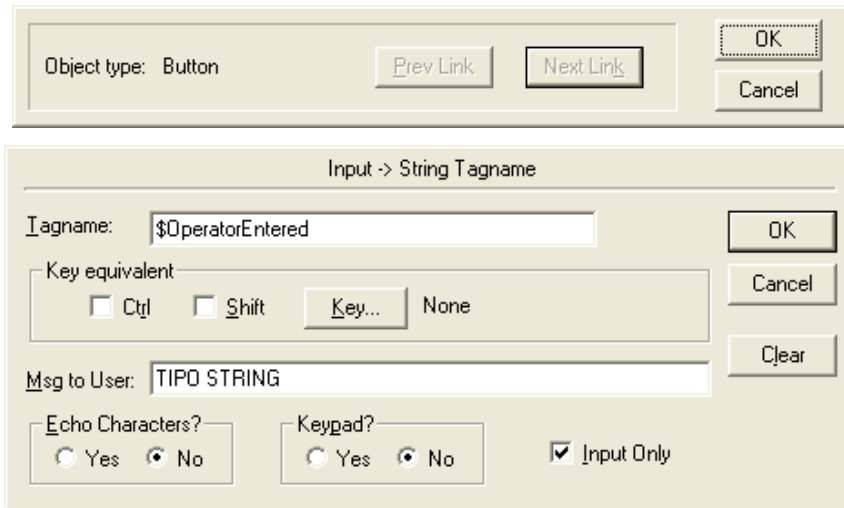 Object type: Button Prev Link Next Link OK
Cancel
Input -> String Tagname
Tagname: $OperatorEntered OK
Key equivalent Cancel
Ctrl Shift Key... None
Clear
Msg to User: TIPO STRING
Echo Characters? Keypad?
Yes No Yes No Input Only